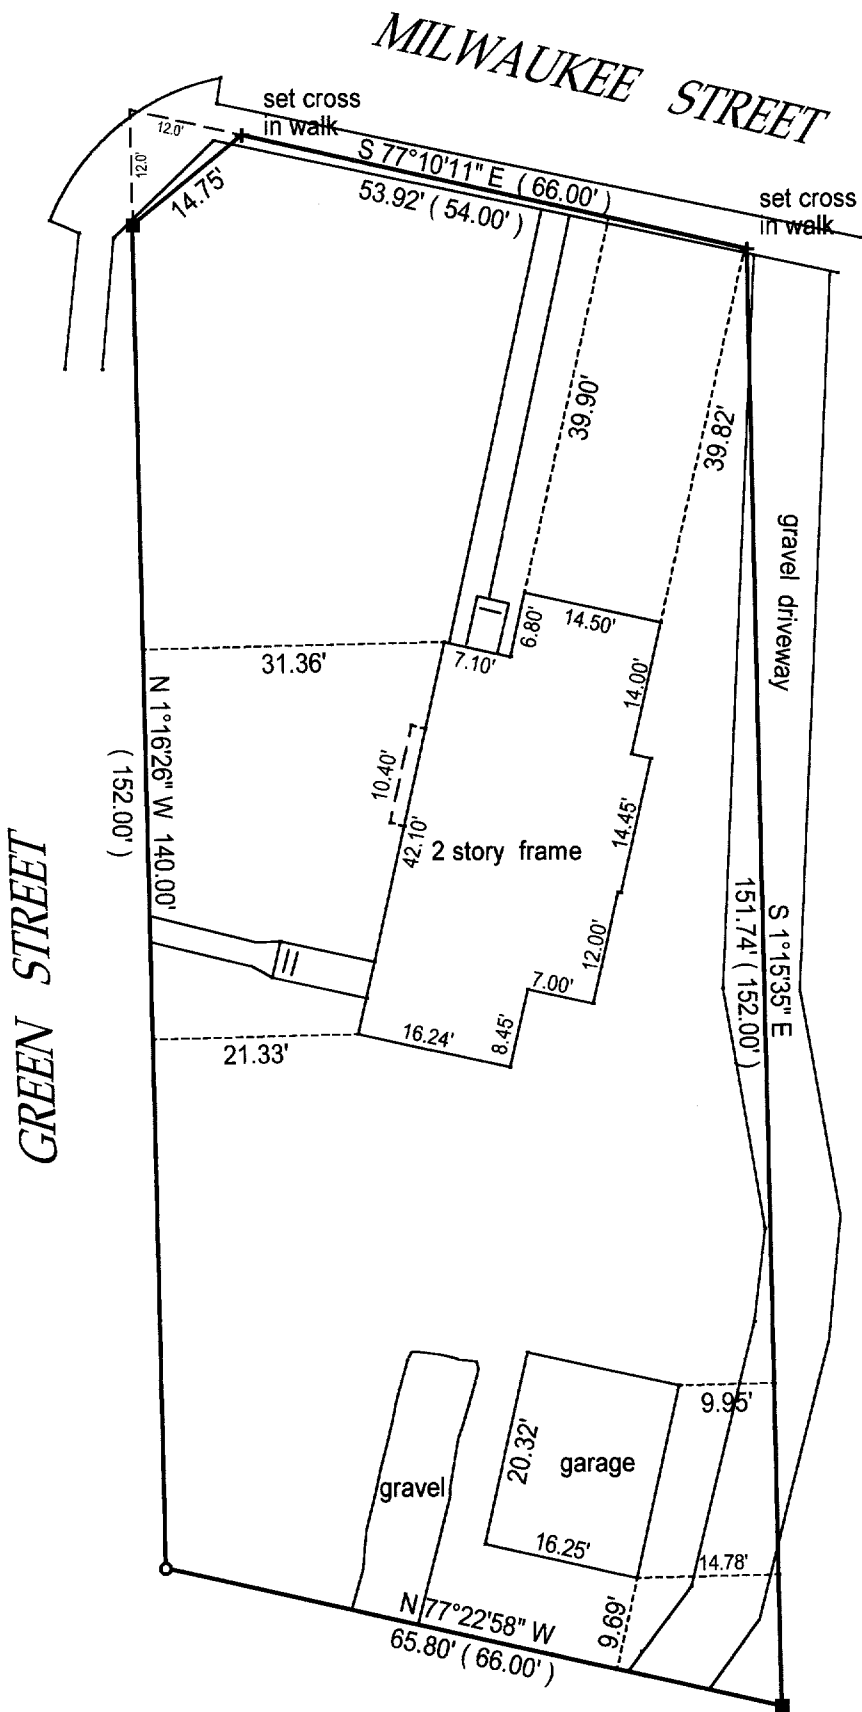 MILWAUKEE STREET
set cross
in walk
12.0'
12.0'
14.75'
S 77°10'11" E (66.00')
53.92' (54.00')
set cross
in walk
39.90'
39.82'
gravel driveway
6.80'
14.50'
7.10'
31.36'
14.00'
N 1°16'26" W 140.00'
(152.00')
10.40'
42.10'
14.45'
2 story frame
GREEN STREET
S 1°15'35" E
151.74' (152.00')
12.00'
7.00'
8.45'
16.24'
21.33'
9.95'
20.32'
garage
gravel
16.25'
14.78'
9.69'
N 77°22'58" W
65.80' (66.00')